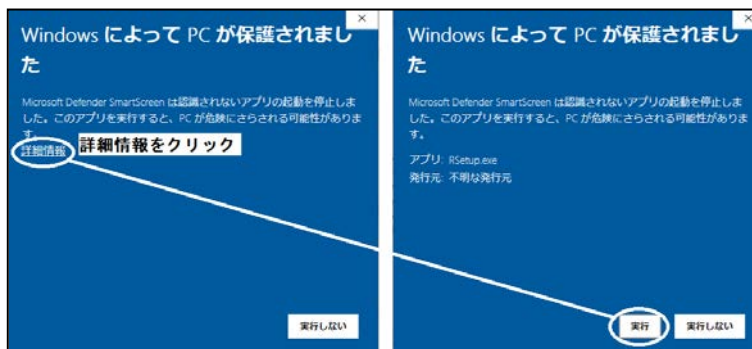 Windows によって PC が保護されまし
た
Microsoft Defender SmartScreen は認識されないアプリの起動を停止しま
した。このアプリを実行すると、PC が危険にさらされる可能性がありま
す。
詳細情報
詳細情報をクリック
実行しない
Windows によって PC が保護されまし
た
Microsoft Defender SmartScreen は認識されないアプリの起動を停止しま
した。このアプリを実行すると、PC が危険にさらされる可能性がありま
す。
アプリ: RSetup.exe
発行元: 不明な発行元
実行
実行しない